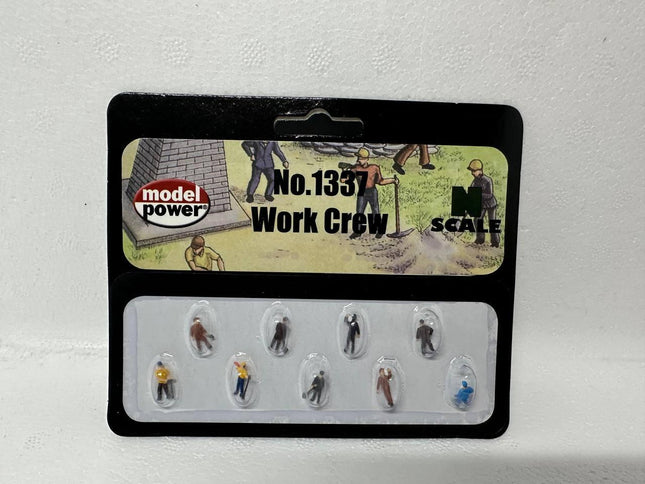 model
power®
No.1337
Work Crew
N
SCALE